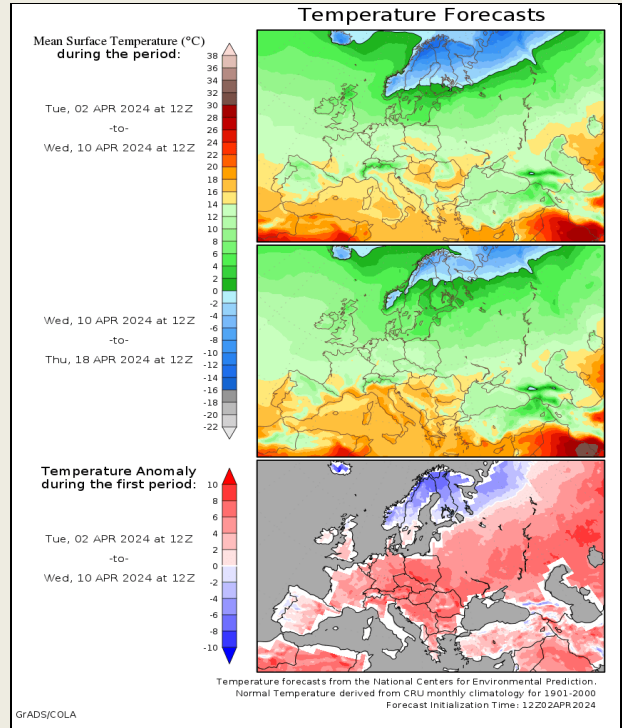 Temperature Forecasts
Mean Surface Temperature (°C)
during the period:
Tue, 02 APR 2024 at 12Z
-to-
Wed, 10 APR 2024 at 12Z
38
36
34
32
30
28
26
24
22
20
18
16
14
12
10
8
6
4
2
0
-2
-4
-6
-8
-10
-12
-14
-16
-18
-20
-22
Wed, 10 APR 2024 at 12Z
-to-
Thu, 18 APR 2024 at 12Z
Temperature Anomaly
during the first period:
Tue, 02 APR 2024 at 12Z
-to-
Wed, 10 APR 2024 at 12Z
10
8
6
4
2
0
-2
-4
-6
-8
-10
Temperature forecasts from the National Centers for Environmental Prediction.
Normal Temperature derived from CRU monthly climatology for 1901-2000
Forecast Initialization Time: 12Z02APR2024
GrADS/COLA